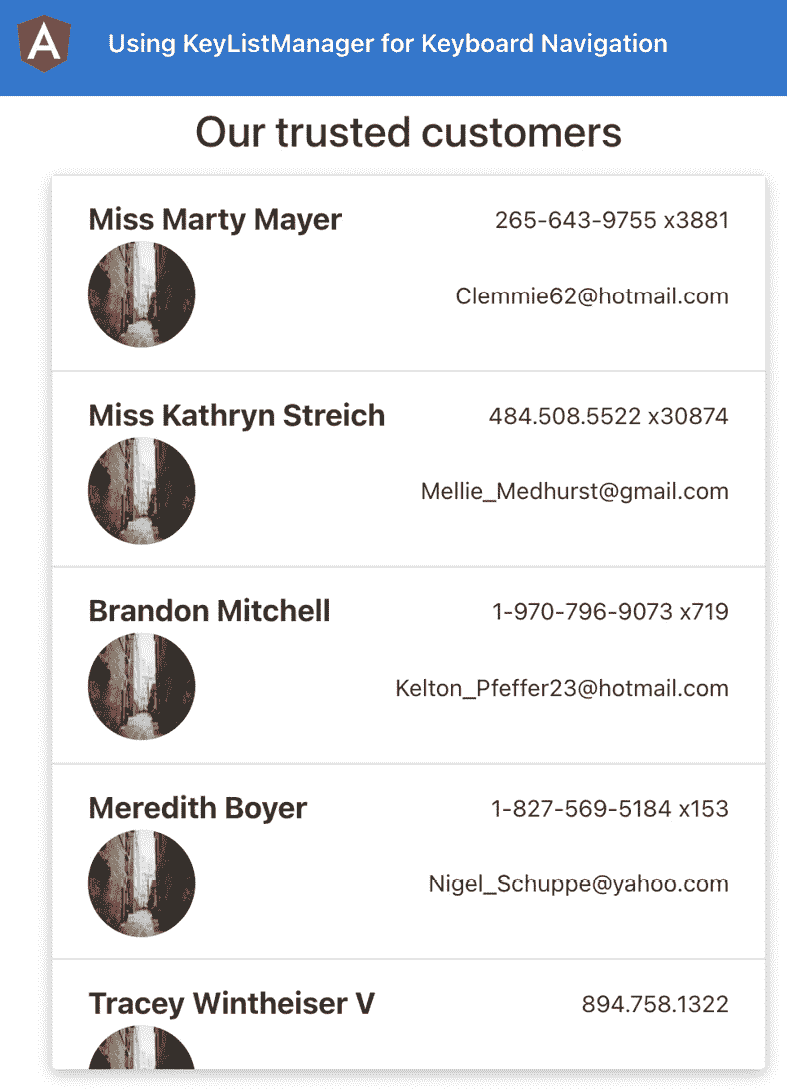 A
Using KeyListManager for Keyboard Navigation
Our trusted customers
Miss Marty Mayer 265-643-9755 x3881
Clemmie62@hotmail.com
Miss Kathryn Streich 484.508.5522 x30874
Mellie_Medhurst@gmail.com
Brandon Mitchell 1-970-796-9073 x719
Kelton_Pfeffer23@hotmail.com
Meredith Boyer 1-827-569-5184 x153
Nigel_Schuppe@yahoo.com
Tracey Wintheiser V 894.758.1322